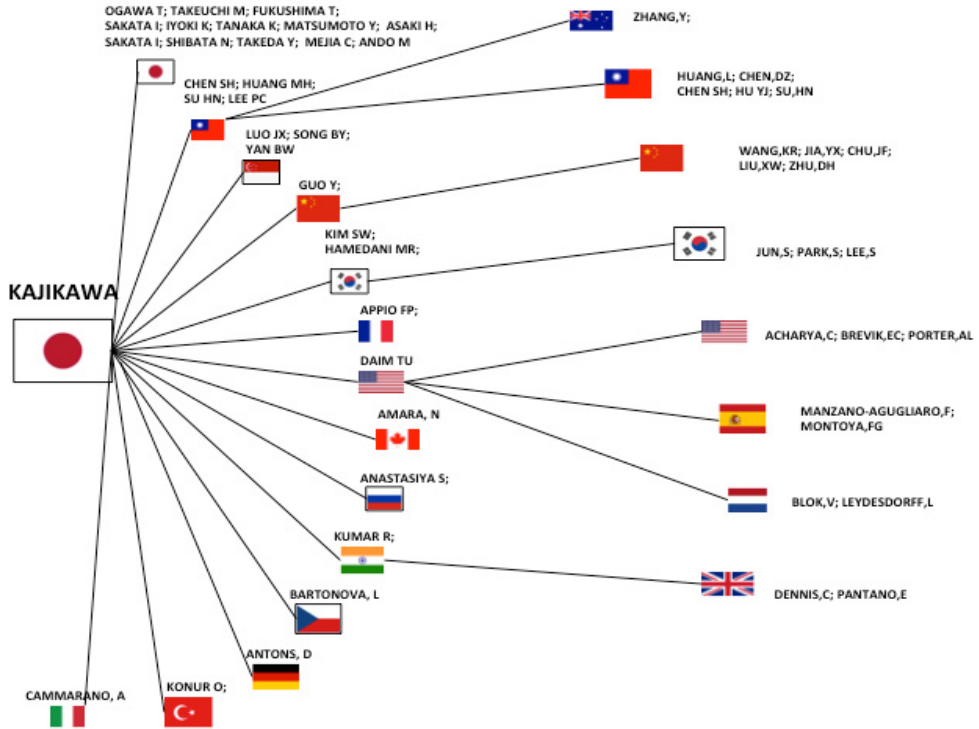 OGAWA T; TAKEUCHI M; FUKUSHIMA T;
SAKATA I; IYOKI K; TANAKA K; MATSUMOTO Y; ASAKI H;
SAKATA I; SHIBATA N; TAKEDA Y; MEJIA C; ANDO M
ZHANG,Y;
CHEN SH; HUANG MH;
SU HN; LEE PC
HUANG,L; CHEN,DZ;
CHEN SH; HU YJ; SU,HN
LUO JX; SONG BY;
YAN BW
WANG,KR; JIA,YX; CHU,JF;
LIU,XW; ZHU,DH
GUO Y;
KIM SW;
HAMEDANI MR;
JUN,S; PARK,S; LEE,S
KAJIKAWA
APPIO FP;
ACHARYA,C; BREVIK,EC; PORTER,AL
DAIM TU
AMARA, N
MANZANO-AGUGLIARO,F;
MONTOYA,FG
ANASTASIYA S;
BLOK,V; LEYDESDORFF,L
KUMAR R;
DENNIS,C; PANTANO,E
BARTONOVA, L
ANTONS, D
KONUR O;
CAMMARANO, A